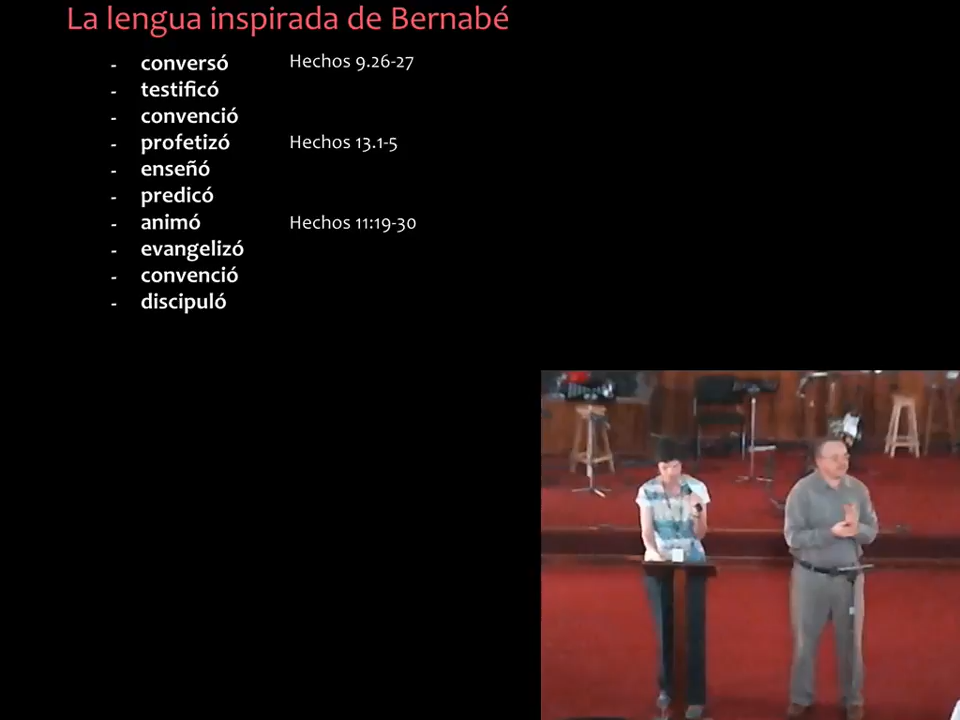 La lengua inspirada de Bernabé
- conversó Hechos 9.26-27
- testificó
- convenció
- profetizó Hechos 13.1-5
- enseñó
- predicó
- animó Hechos 11:19-30
- evangelizó
- convenció
- discipuló